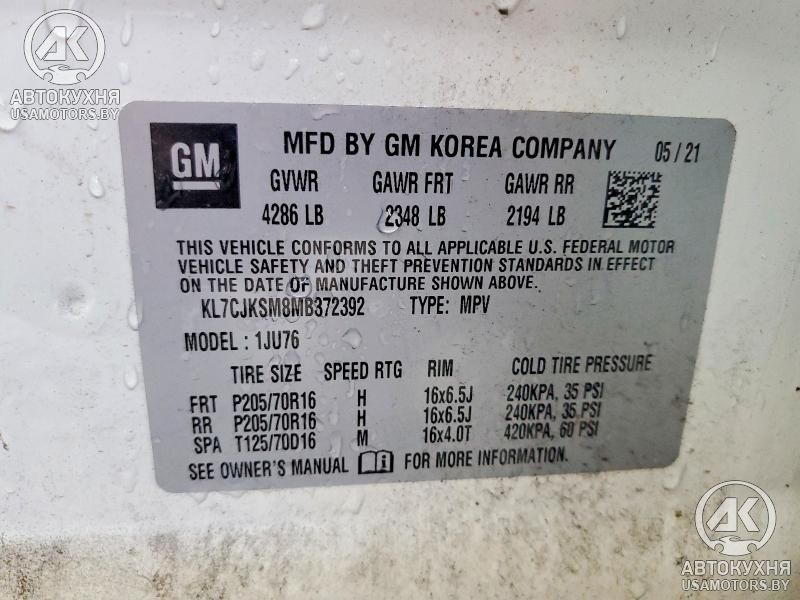 АК
АВТОКУХНЯ
USAMOTORS.BY
GM
MFD BY GM KOREA COMPANY 05 / 21
GVWR GAWR FRT GAWR RR
4286 LB 2348 LB 2194 LB
THIS VEHICLE CONFORMS TO ALL APPLICABLE U.S. FEDERAL MOTOR
VEHICLE SAFETY AND THEFT PREVENTION STANDARDS IN EFFECT
ON THE DATE OF MANUFACTURE SHOWN ABOVE.
KL7CJKSM8MB372392 TYPE: MPV
MODEL : 1JU76
TIRE SIZE SPEED RTG RIM COLD TIRE PRESSURE
FRT P205/70R16 H 16x6.5J 240KPA, 35 PSI
RR P205/70R16 H 16x6.5J 240KPA, 35 PSI
SPA T125/70D16 M 16x4.0T 420KPA, 60 PSI
SEE OWNER'S MANUAL FOR MORE INFORMATION.
АК
АВТОКУХНЯ
USAMOTORS.BY